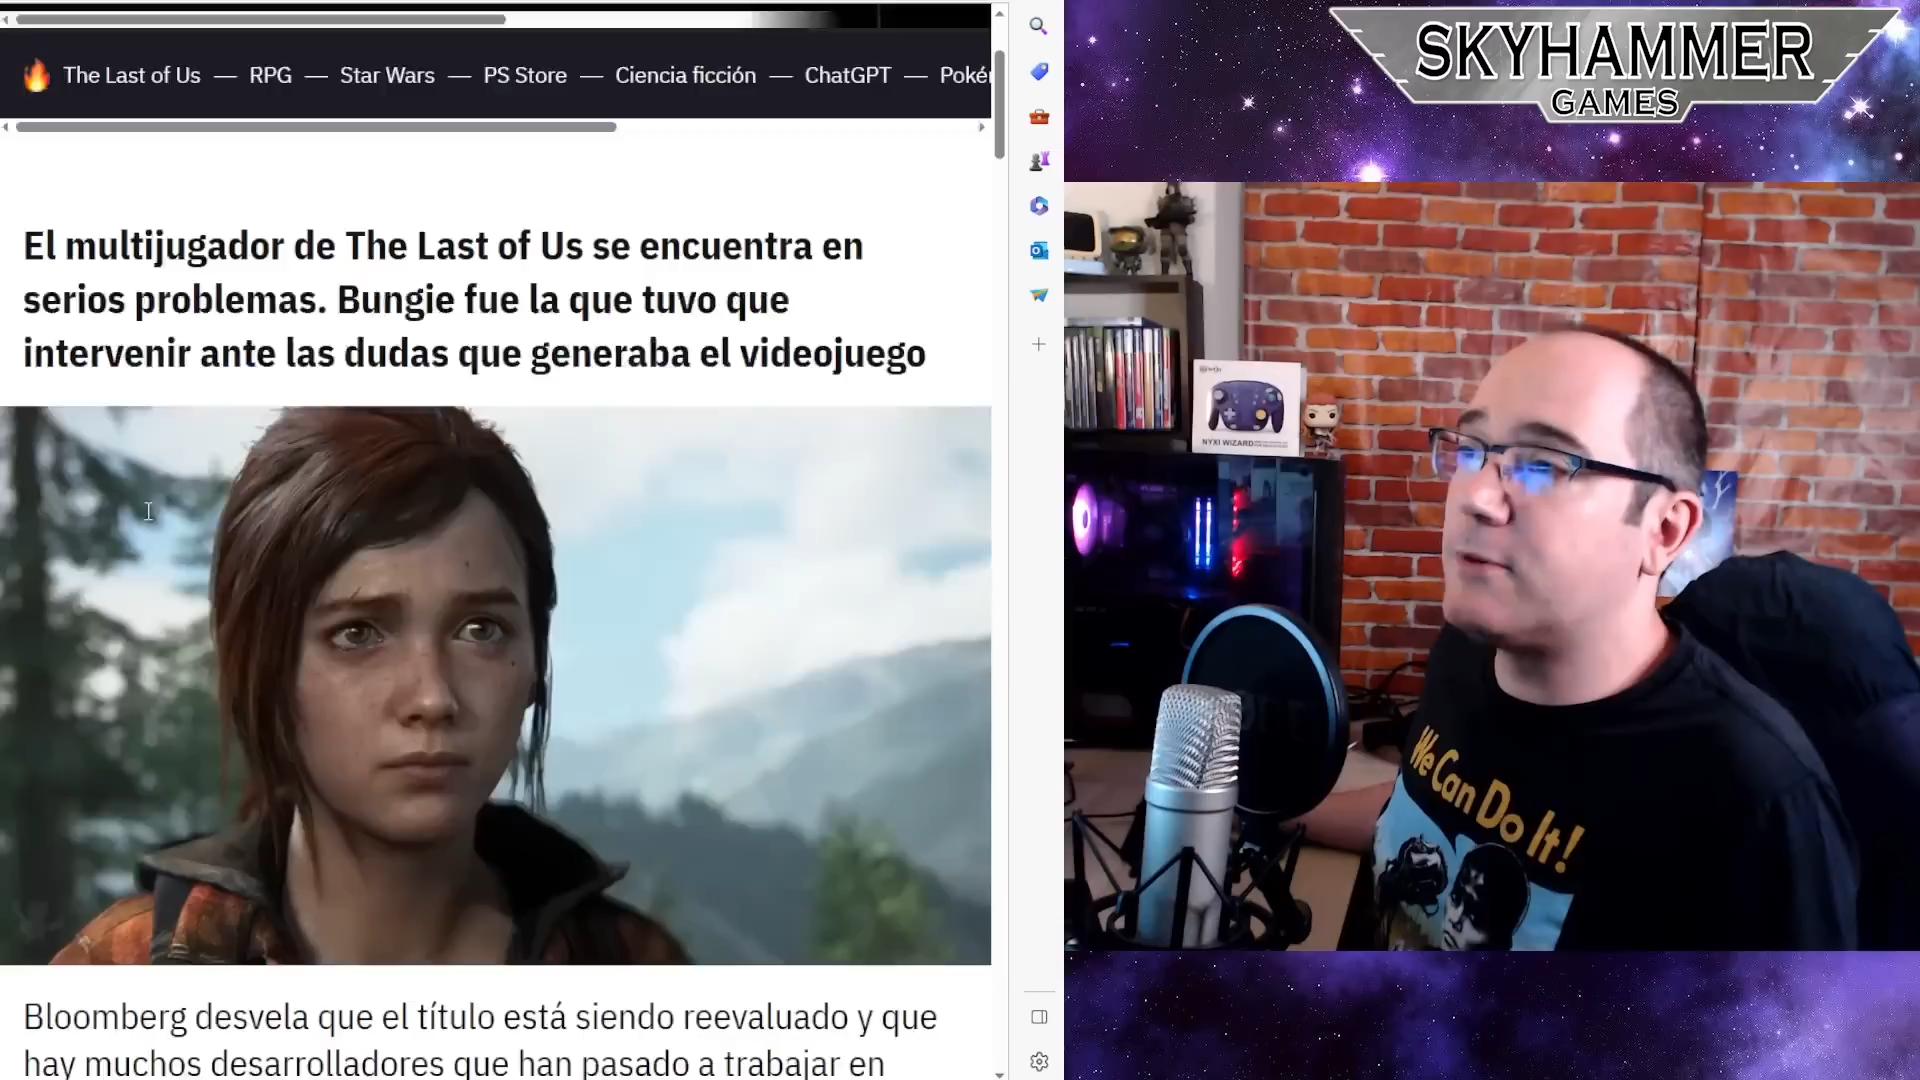 The Last of Us — RPG — Star Wars — PS Store — Ciencia ficción — ChatGPT —
El multijugador de The Last of Us se encuentra en
serios problemas. Bungie fue la que tuvo que
intervenir ante las dudas que generaba el videojuego
Bloomberg desvela que el título está siendo reevaluado y que
hay muchos desarrolladores que han pasado a trabajar en
SKYHAMMER
GAMES
NYXI WIZARD
We Can Do It!